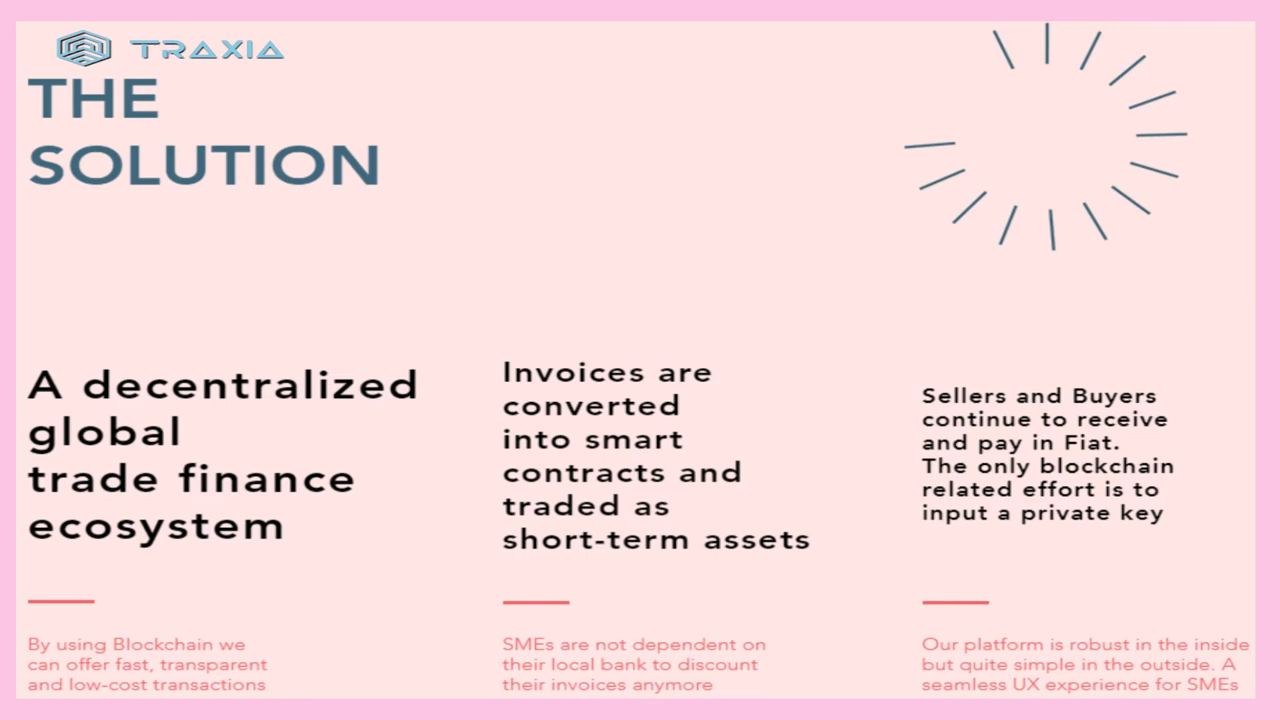 TRAXIA
THE
SOLUTION
A decentralized
global
trade finance
ecosystem
Invoices are
converted
into smart
contracts and
traded as
short-term assets
Sellers and Buyers
continue to receive
and pay in Fiat.
The only blockchain
related effort is to
input a private key
By using Blockchain we
can offer fast, transparent
and low-cost transactions
SMEs are not dependent on
their local bank to discount
their invoices anymore
Our platform is robust in the inside
but quite simple in the outside. A
seamless UX experience for SMEs